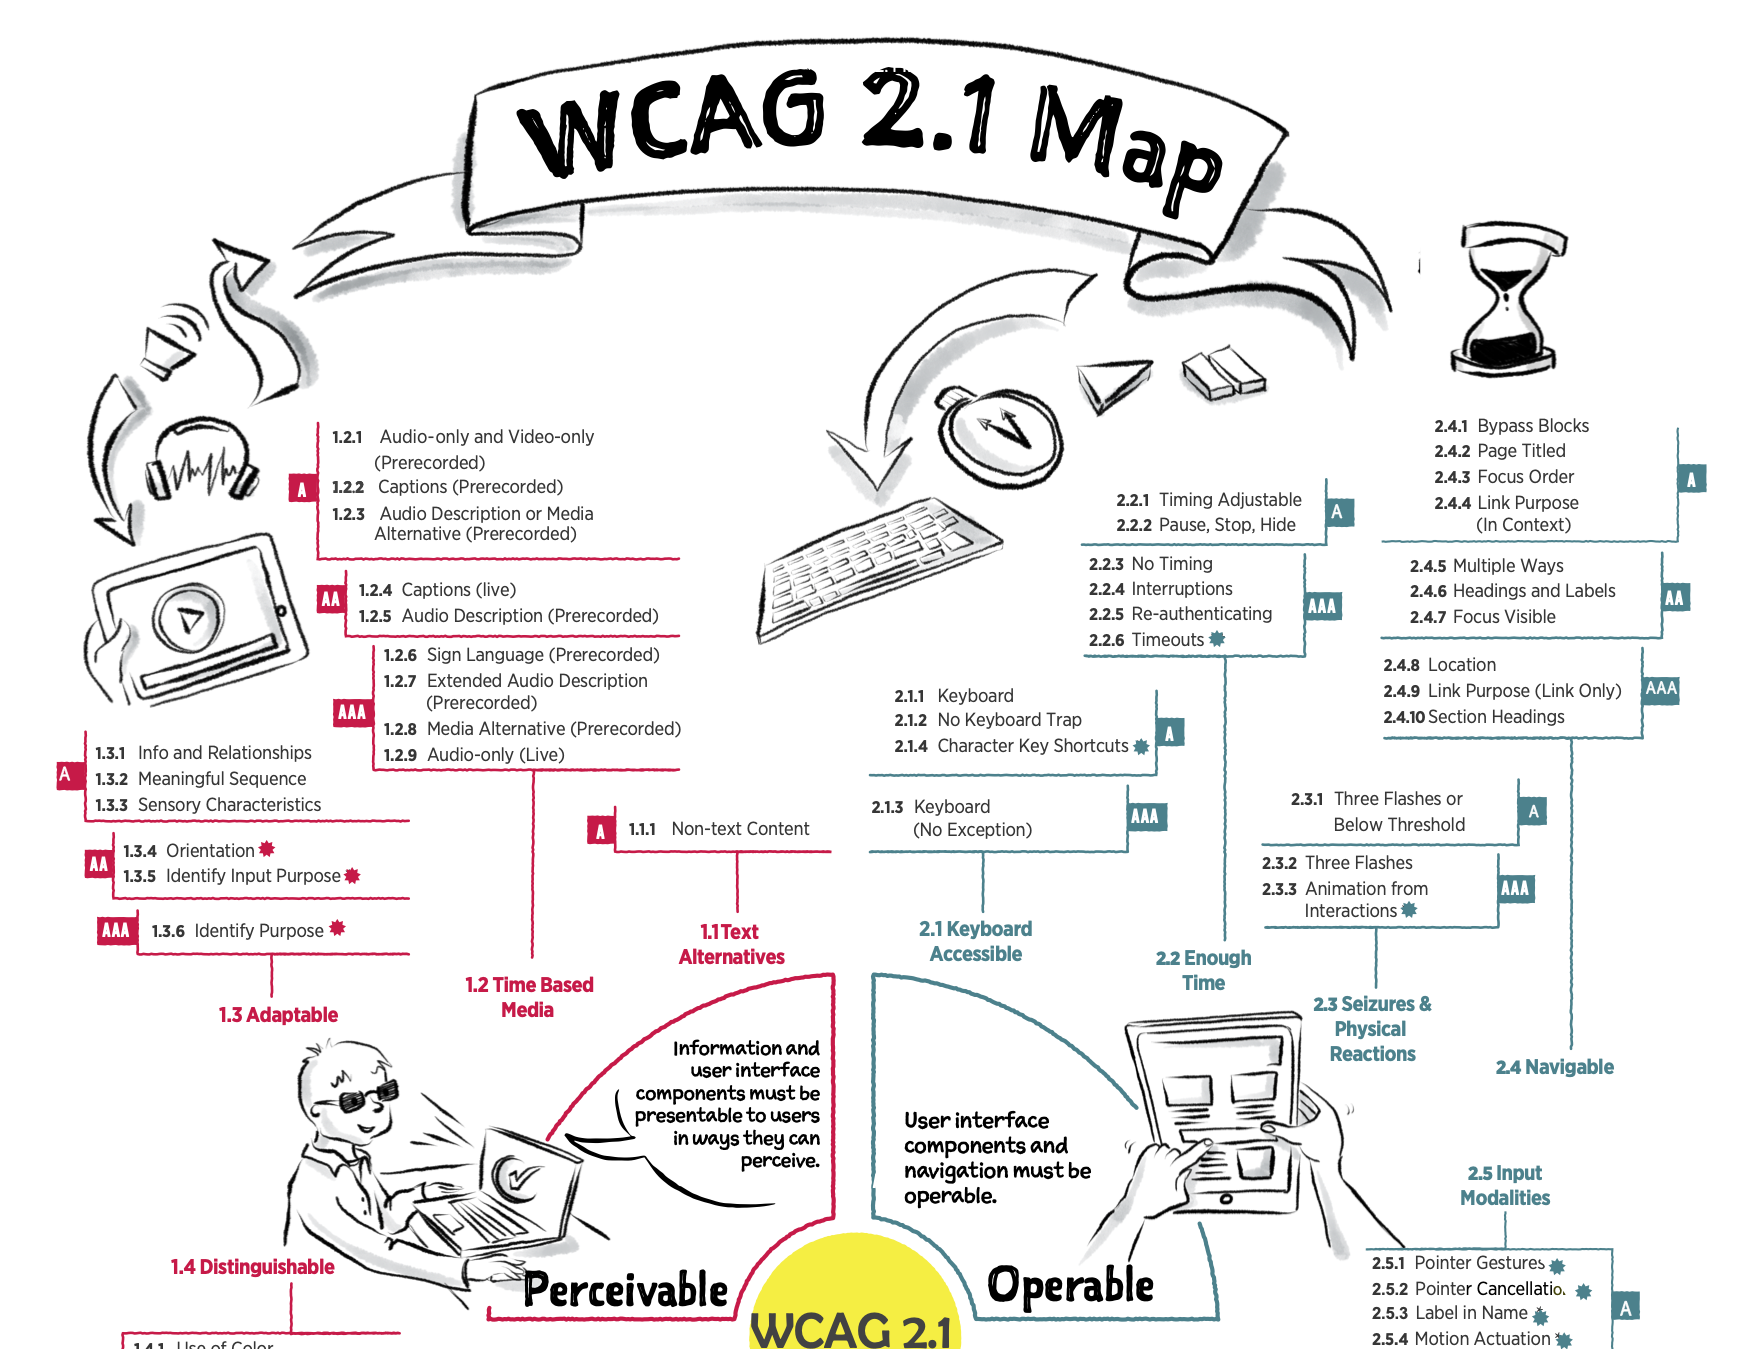 WCAG 2.1 Map
1.2.1 Audio-only and Video-only
(Prerecorded)
1.2.2 Captions (Prerecorded)
1.2.3 Audio Description or Media
Alternative (Prerecorded)
A
1.2.4 Captions (live)
1.2.5 Audio Description (Prerecorded)
AA
1.2.6 Sign Language (Prerecorded)
1.2.7 Extended Audio Description
(Prerecorded)
1.2.8 Media Alternative (Prerecorded)
1.2.9 Audio-only (Live)
AAA
1.2 Time Based
Media
1.3.1 Info and Relationships
1.3.2 Meaningful Sequence
1.3.3 Sensory Characteristics
A
1.3.4 Orientation
1.3.5 Identify Input Purpose
AA
1.3.6 Identify Purpose
AAA
1.3 Adaptable
A
1.1.1 Non-text Content
1.1 Text
Alternatives
2.1.1 Keyboard
2.1.2 No Keyboard Trap
2.1.4 Character Key Shortcuts
A
2.1.3 Keyboard
(No Exception)
AAA
2.1 Keyboard
Accessible
2.2.1 Timing Adjustable
2.2.2 Pause, Stop, Hide
A
2.2.3 No Timing
2.2.4 Interruptions
2.2.5 Re-authenticating
2.2.6 Timeouts
AAA
2.2 Enough
Time
2.4.1 Bypass Blocks
2.4.2 Page Titled
2.4.3 Focus Order
2.4.4 Link Purpose
(In Context)
A
2.4.5 Multiple Ways
2.4.6 Headings and Labels
2.4.7 Focus Visible
AA
2.4.8 Location
2.4.9 Link Purpose (Link Only)
2.4.10 Section Headings
AAA
2.4 Navigable
2.3.1 Three Flashes or
Below Threshold
A
2.3.2 Three Flashes
2.3.3 Animation from
Interactions
AAA
2.3 Seizures &
Physical
Reactions
Information and
user interface
components must be
presentable to users
in ways they can
perceive.
Perceivable
User interface
components and
navigation must be
operable.
Operable
WCAG 2.1
1.4 Distinguishable
1.4.1 Use of Color
2.5 Input
Modalities
2.5.1 Pointer Gestures
2.5.2 Pointer Cancellatio
2.5.3 Label in Name
2.5.4 Motion Actuation
A